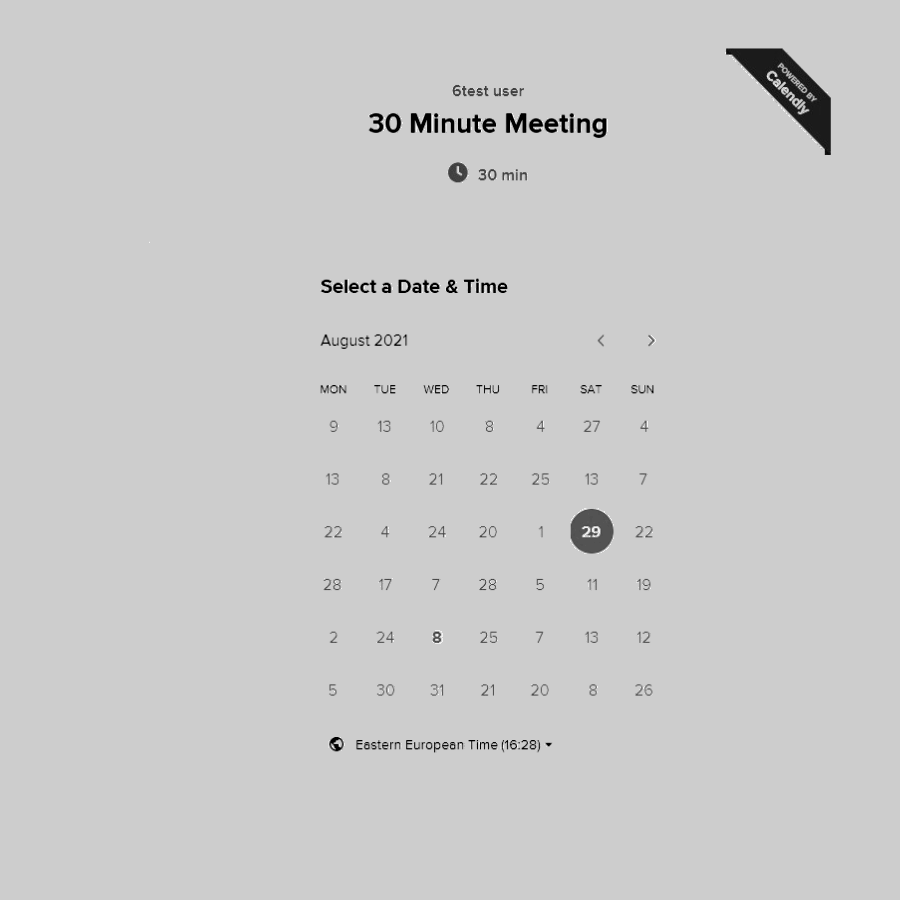 POWERED BY
Calendly
6test user
30 Minute Meeting
30 min
Select a Date & Time
August 2021
MON TUE WED THU FRI SAT SUN
9 13 10 8 4 27 4
13 8 21 22 25 13 7
22 4 24 20 1 29 22
28 17 7 28 5 11 19
2 24 8 25 7 13 12
5 30 31 21 20 8 26
Eastern European Time (16:28)